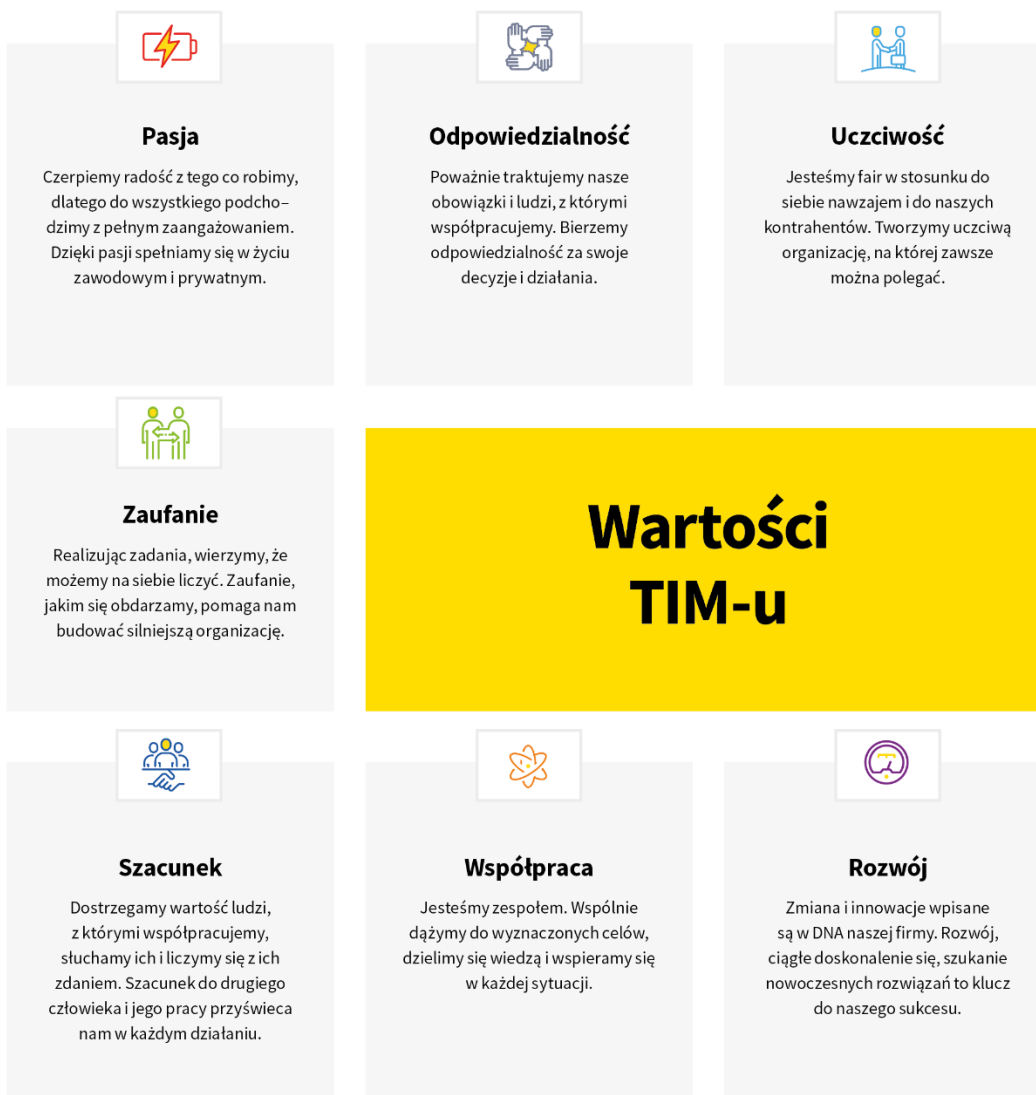 Pasja
Czerpiemy radość z tego co robimy,
dlatego do wszystkiego podcho–
dzimy z pełnym zaangażowaniem.
Dzięki pasji spełniamy się w życiu
zawodowym i prywatnym.
Odpowiedzialność
Poważnie traktujemy nasze
obowiązki i ludzi, z którymi
współpracujemy. Bierzemy
odpowiedzialność za swoje
decyzje i działania.
Uczciwość
Jesteśmy fair w stosunku do
siebie nawzajem i do naszych
kontrahentów. Tworzymy uczciwą
organizację, na której zawsze
można polegać.
Zaufanie
Realizując zadania, wierzymy, że
możemy na siebie liczyć. Zaufanie,
jakim się obdarzamy, pomaga nam
budować silniejszą organizację.
Wartości
TIM-u
Szacunek
Dostrzegamy wartość ludzi,
z którymi współpracujemy,
słuchamy ich i liczymy się z ich
zdaniem. Szacunek do drugiego
człowieka i jego pracy przyświeca
nam w każdym działaniu.
Współpraca
Jesteśmy zespołem. Wspólnie
dążymy do wyznaczonych celów,
dzielimy się wiedzą i wspieramy się
w każdej sytuacji.
Rozwój
Zmiana i innowacje wpisane
są w DNA naszej firmy. Rozwój,
ciągłe doskonalenie się, szukanie
nowoczesnych rozwiązań to klucz
do naszego sukcesu.